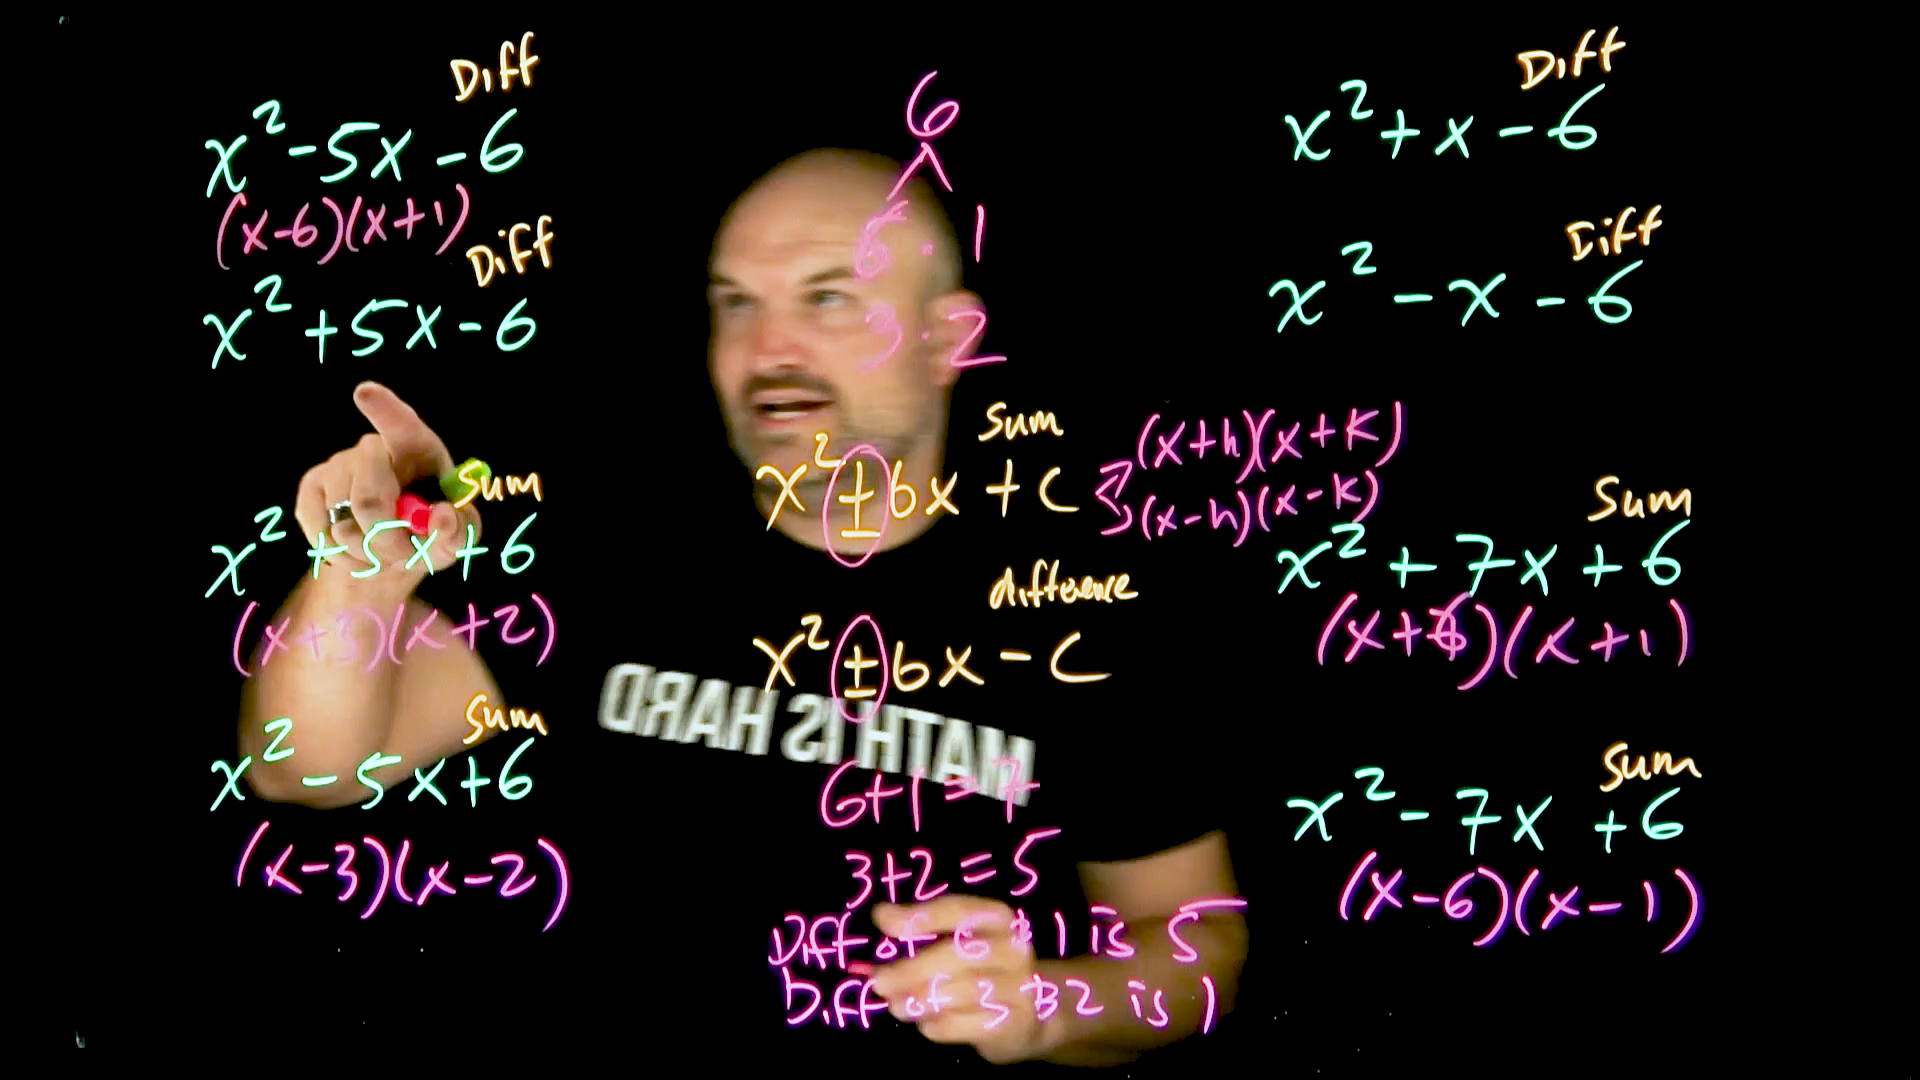 Diff
x² - 5x - 6
(x-6)(x+1)
Diff
x² + 5x - 6
Sum
x² + 5x + 6
(x+3)(x+2)
Sum
x² - 5x + 6
(x-3)(x-2)
6
6 · 1
3 · 2
Sum
x² ± 6x + C
(x+h)(x+k)
(x-h)(x-k)
difference
x² ± 6x - C
MATH IS HARD
6+1=7
3+2=5
Diff of 6 & 1 is 5
Diff of 3 & 2 is 1
Diff
x² + x - 6
Diff
x² - x - 6
Sum
x² + 7x + 6
(x+6)(x+1)
Sum
x² - 7x + 6
(x-6)(x-1)